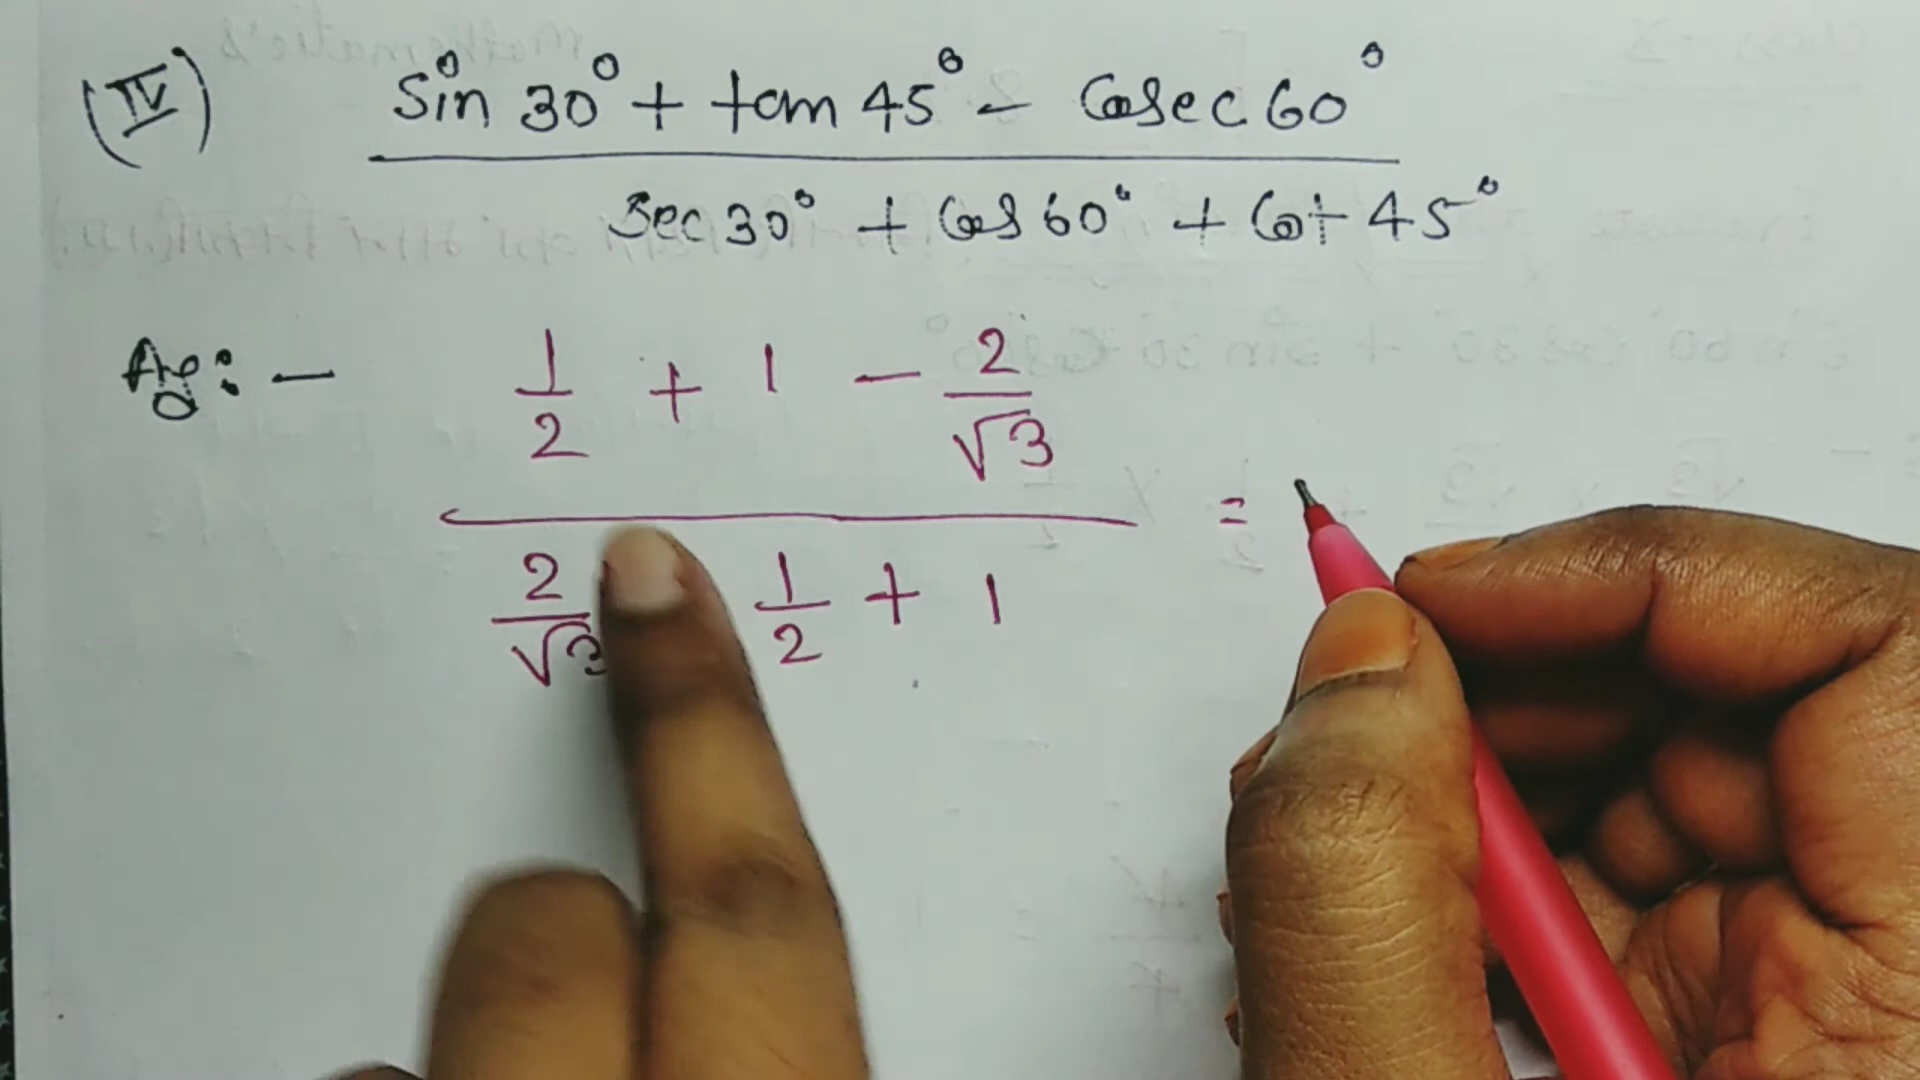 (IV) sin 30° + tan 45° - Cosec 60°
sec 30° + Cos 60° + Cot 45°
1/2 + 1 - 2/√3 =
2/√3 1/2 + 1